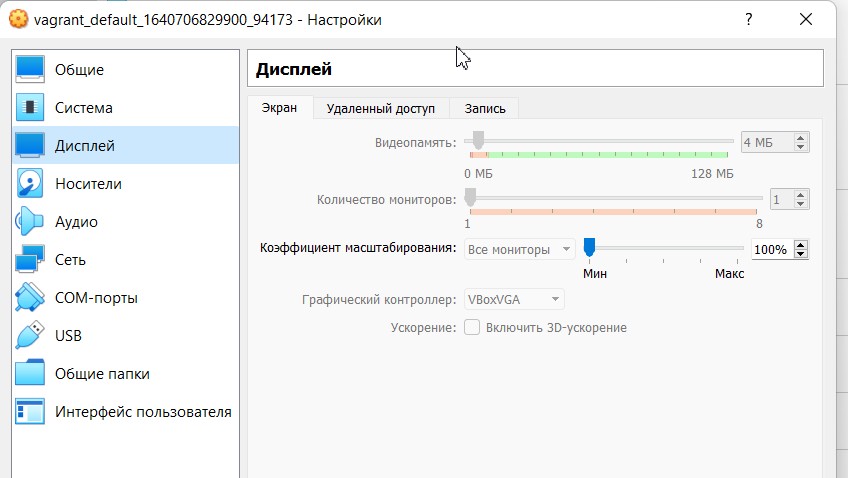 vagrant_default_1640706829900_94173 - Настройки
?
Общие
Система
Дисплей
Носители
Аудио
Сеть
COM-порты
USB
Общие папки
Интерфейс пользователя
Дисплей
Экран Удаленный доступ Запись
Видеопамять: 4 МБ
0 МБ 128 МБ
Количество мониторов: 1
1 8
Коэффициент масштабирования: Все мониторы 100%
Мин Макс
Графический контроллер: VBoxVGA
Ускорение: Включить 3D-ускорение